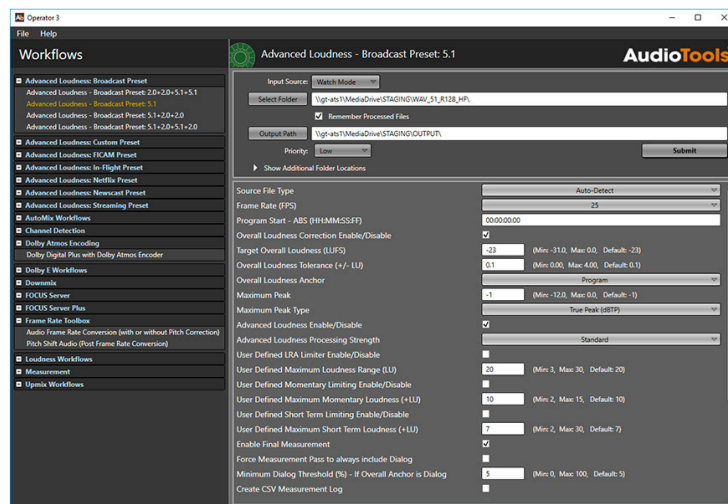 Operator 3
File Help
Workflows
Advanced Loudness: Broadcast Preset
Advanced Loudness - Broadcast Preset: 2.0+2.0+5.1+5.1
Advanced Loudness - Broadcast Preset: 5.1
Advanced Loudness - Broadcast Preset: 5.1+2.0+2.0
Advanced Loudness - Broadcast Preset: 5.1+2.0+5.1+2.0
Advanced Loudness: Custom Preset
Advanced Loudness: FICAM Preset
Advanced Loudness: In-Flight Preset
Advanced Loudness: Netflix Preset
Advanced Loudness: Newscast Preset
Advanced Loudness: Streaming Preset
AutoMix Workflows
Channel Detection
Dolby Atmos Encoding
Dolby Digital Plus with Dolby Atmos Encoder
Dolby E Workflows
Downmix
FOCUS Server
FOCUS Server Plus
Frame Rate Toolbox
Audio Frame Rate Conversion (with or without Pitch Correction)
Pitch Shift Audio (Post Frame Rate Conversion)
Loudness Workflows
Measurement
Upmix Workflows
Advanced Loudness - Broadcast Preset: 5.1
AudioTools
Input Source: Watch Mode
Select Folder \\gt-ats1\MediaDrive\STAGING\WAV_51_R128_HF\
Remember Processed Files
Output Path \\gt-ats1\MediaDrive\STAGING\OUTPUT\
Priority: Low Submit
Show Additional Folder Locations
Source File Type Auto-Detect
Frame Rate (FPS) 25
Program Start - ABS (HH:MM:SS:FF) 00:00:00:00
Overall Loudness Correction Enable/Disable
Target Overall Loudness (LUFS) -23 (Min: -31.0, Max: 0.0, Default: -23)
Overall Loudness Tolerance (+/- LU) 0.1 (Min: 0.00, Max: 4.00, Default: 0.1)
Overall Loudness Anchor Program
Maximum Peak -1 (Min: -12.0, Max: 0.0, Default: -1)
Maximum Peak Type True Peak (dBTP)
Advanced Loudness Enable/Disable
Advanced Loudness Processing Strength Standard
User Defined LRA Limiter Enable/Disable
User Defined Maximum Loudness Range (LU) 20 (Min: 3, Max: 30, Default: 20)
User Defined Momentary Limiting Enable/Disable
User Defined Maximum Momentary Loudness (+LU) 10 (Min: 2, Max: 15, Default: 10)
User Defined Short Term Limiting Enable/Disable
User Defined Maximum Short Term Loudness (+LU) 7 (Min: 2, Max: 30, Default: 7)
Enable Final Measurement
Force Measurement Pass to always include Dialog
Minimum Dialog Threshold (%) - If Overall Anchor is Dialog 5 (Min: 0, Max: 100, Default: 5)
Create CSV Measurement Log